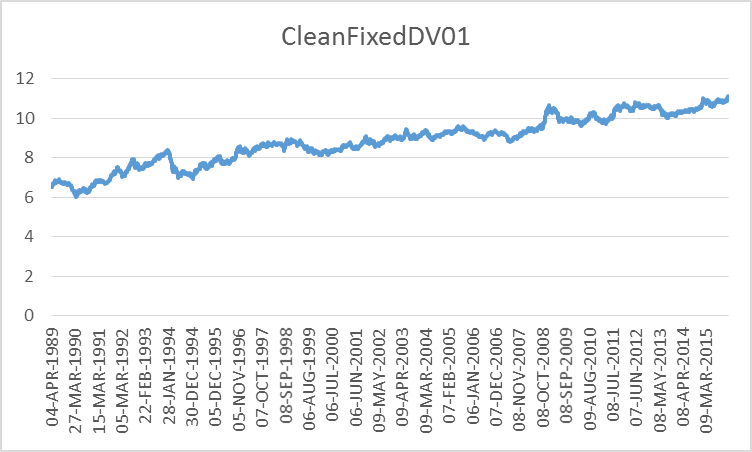 CleanFixedDV01
12
10
8
6
4
2
0
04-APR-1989
27-MAR-1990
15-MAR-1991
05-MAR-1992
22-FEB-1993
28-JAN-1994
30-DEC-1994
05-DEC-1995
05-NOV-1996
07-OCT-1997
08-SEP-1998
06-AUG-1999
06-JUL-2000
06-JUN-2001
09-MAY-2002
09-APR-2003
09-MAR-2004
07-FEB-2005
06-JAN-2006
07-DEC-2006
08-NOV-2007
08-OCT-2008
08-SEP-2009
09-AUG-2010
08-JUL-2011
07-JUN-2012
08-MAY-2013
08-APR-2014
09-MAR-2015